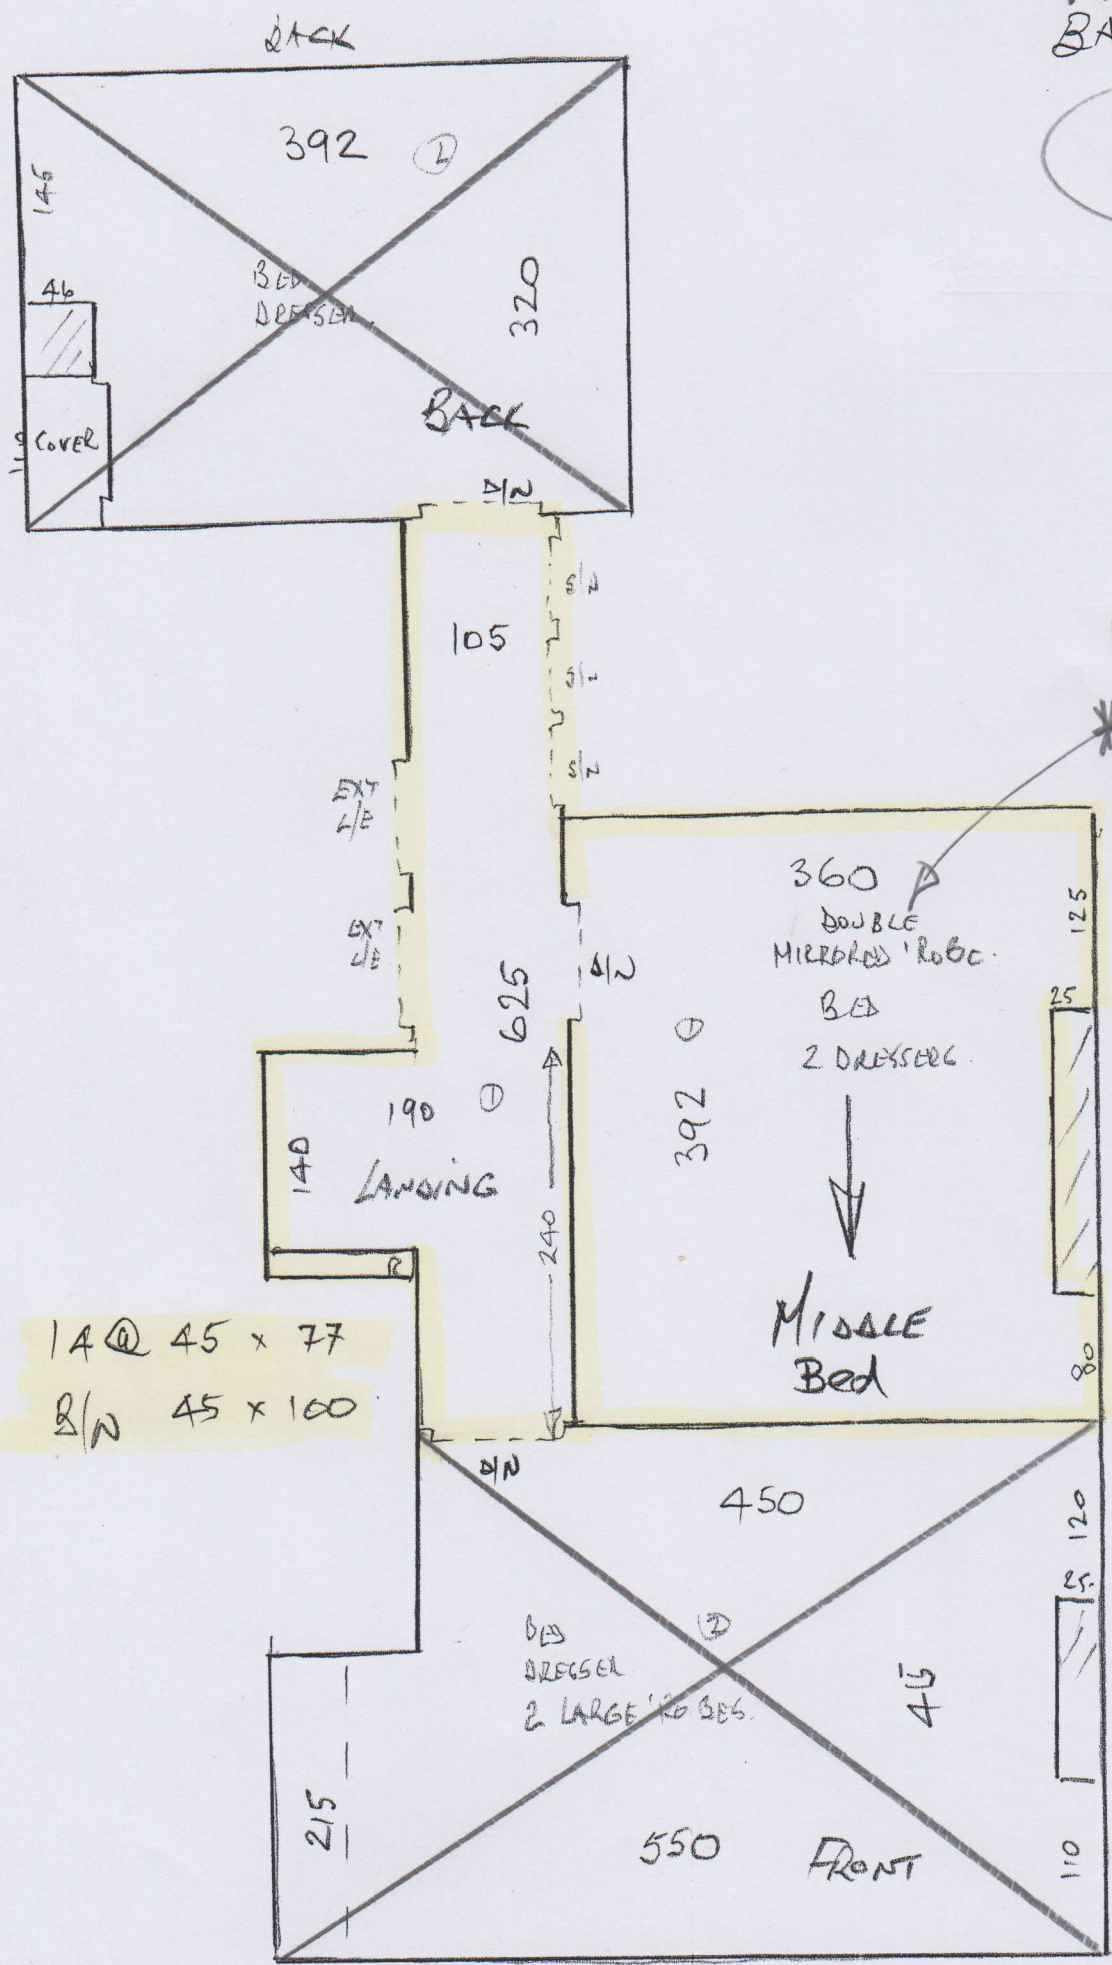 BACK
BA
392 2
146
46
BED
DRESSER.
320
COVER
BACK
D/N
S/N
105
S/N
S/N
EXT
L/E
EXT
L/E
360
DOUBLE
MIRRORED 'ROBE.
BED
2 DRESSERS
125
25
D/N
625
392 1
190 1
140
LANDING
240
MIDDLE
Bed
80
14 @ 45 x 77
B/N 45 x 100
R
D/N
450
120
25
BED
DRESSER
2 LARGE 'ROBES.
2
415
215
550
FRONT
110